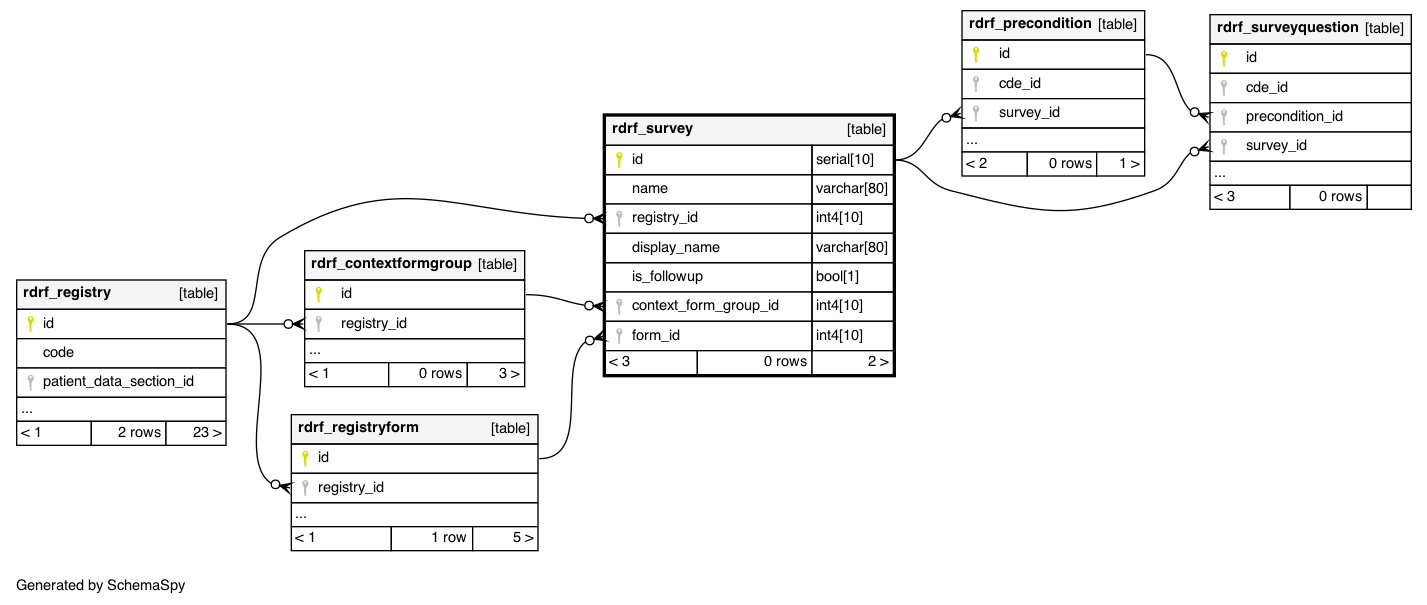 rdrf_precondition [table]
id
cde_id
survey_id
...
< 2 0 rows 1 >
rdrf_surveyquestion [table]
id
cde_id
precondition_id
survey_id
...
< 3 0 rows
rdrf_survey [table]
id serial[10]
name varchar[80]
registry_id int4[10]
display_name varchar[80]
is_followup bool[1]
context_form_group_id int4[10]
form_id int4[10]
< 3 0 rows 2 >
rdrf_contextformgroup [table]
id
registry_id
...
< 1 0 rows 3 >
rdrf_registry [table]
id
code
patient_data_section_id
...
< 1 2 rows 23 >
rdrf_registryform [table]
id
registry_id
...
< 1 1 row 5 >
Generated by SchemaSpy